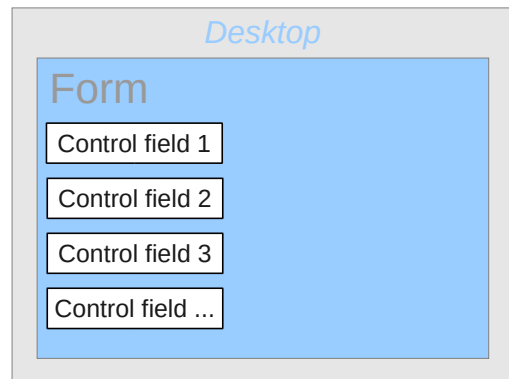 Desktop
Form
Control field 1
Control field 2
Control field 3
Control field ...